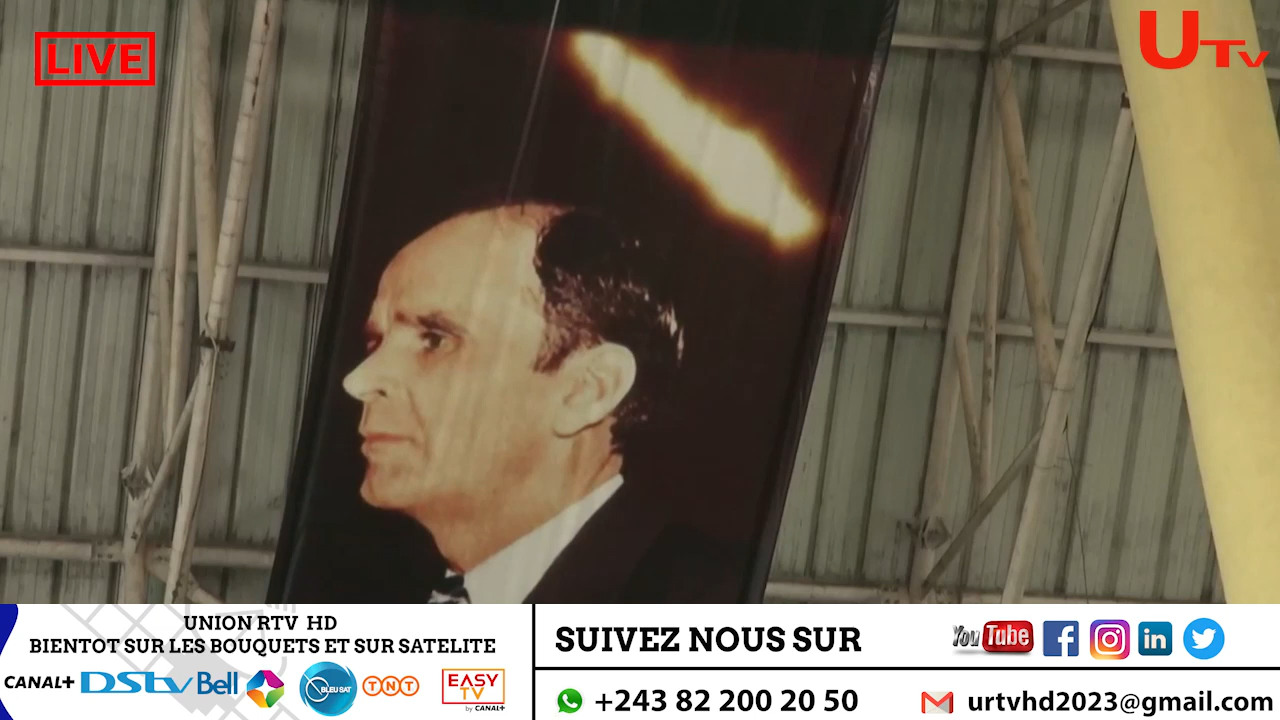 LIVE
UTv
UNION RTV HD
BIENTOT SUR LES BOUQUETS ET SUR SATELITE
CANAL+ DStv Bell BLEU SAT TNT EASY TV by CANAL+
SUIVEZ NOUS SUR
YouTube
+243 82 200 20 50
urtvhd2023@gmail.com